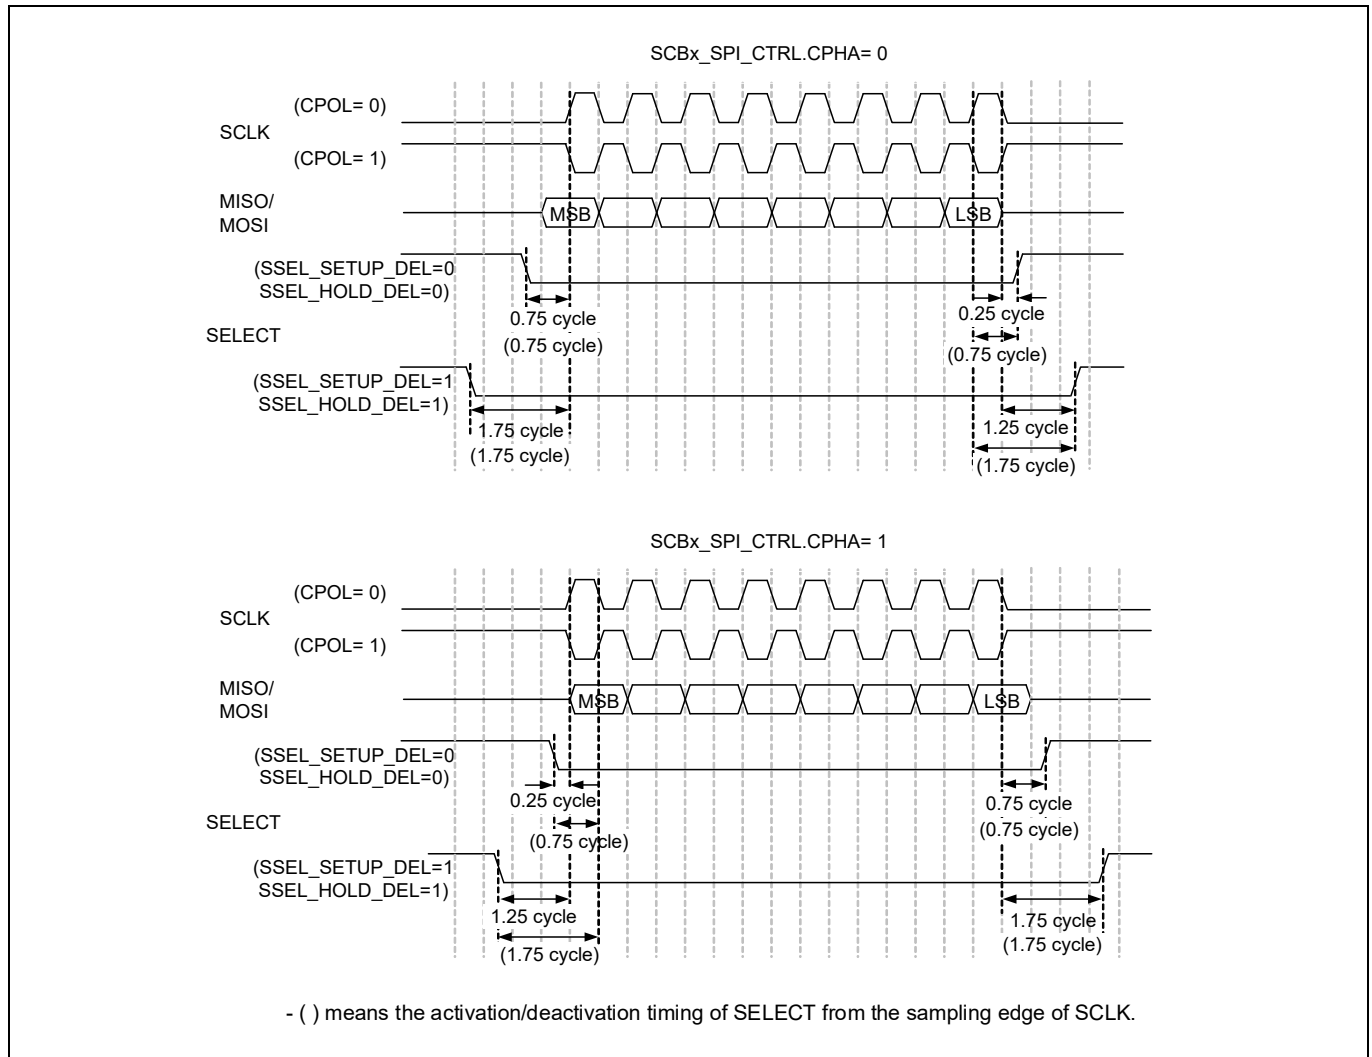 SCBx_SPI_CTRL.CPHA= 0
(CPOL= 0)
SCLK
(CPOL= 1)
MISO/
MOSI
MSB
LSB
(SSEL_SETUP_DEL=0
SSEL_HOLD_DEL=0)
0.75 cycle
(0.75 cycle)
0.25 cycle
(0.75 cycle)
SELECT
(SSEL_SETUP_DEL=1
SSEL_HOLD_DEL=1)
1.75 cycle
(1.75 cycle)
1.25 cycle
(1.75 cycle)
SCBx_SPI_CTRL.CPHA= 1
(CPOL= 0)
SCLK
(CPOL= 1)
MISO/
MOSI
MSB
LSB
(SSEL_SETUP_DEL=0
SSEL_HOLD_DEL=0)
0.25 cycle
(0.75 cycle)
0.75 cycle
(0.75 cycle)
SELECT
(SSEL_SETUP_DEL=1
SSEL_HOLD_DEL=1)
1.25 cycle
(1.75 cycle)
1.75 cycle
(1.75 cycle)
- ( ) means the activation/deactivation timing of SELECT from the sampling edge of SCLK.